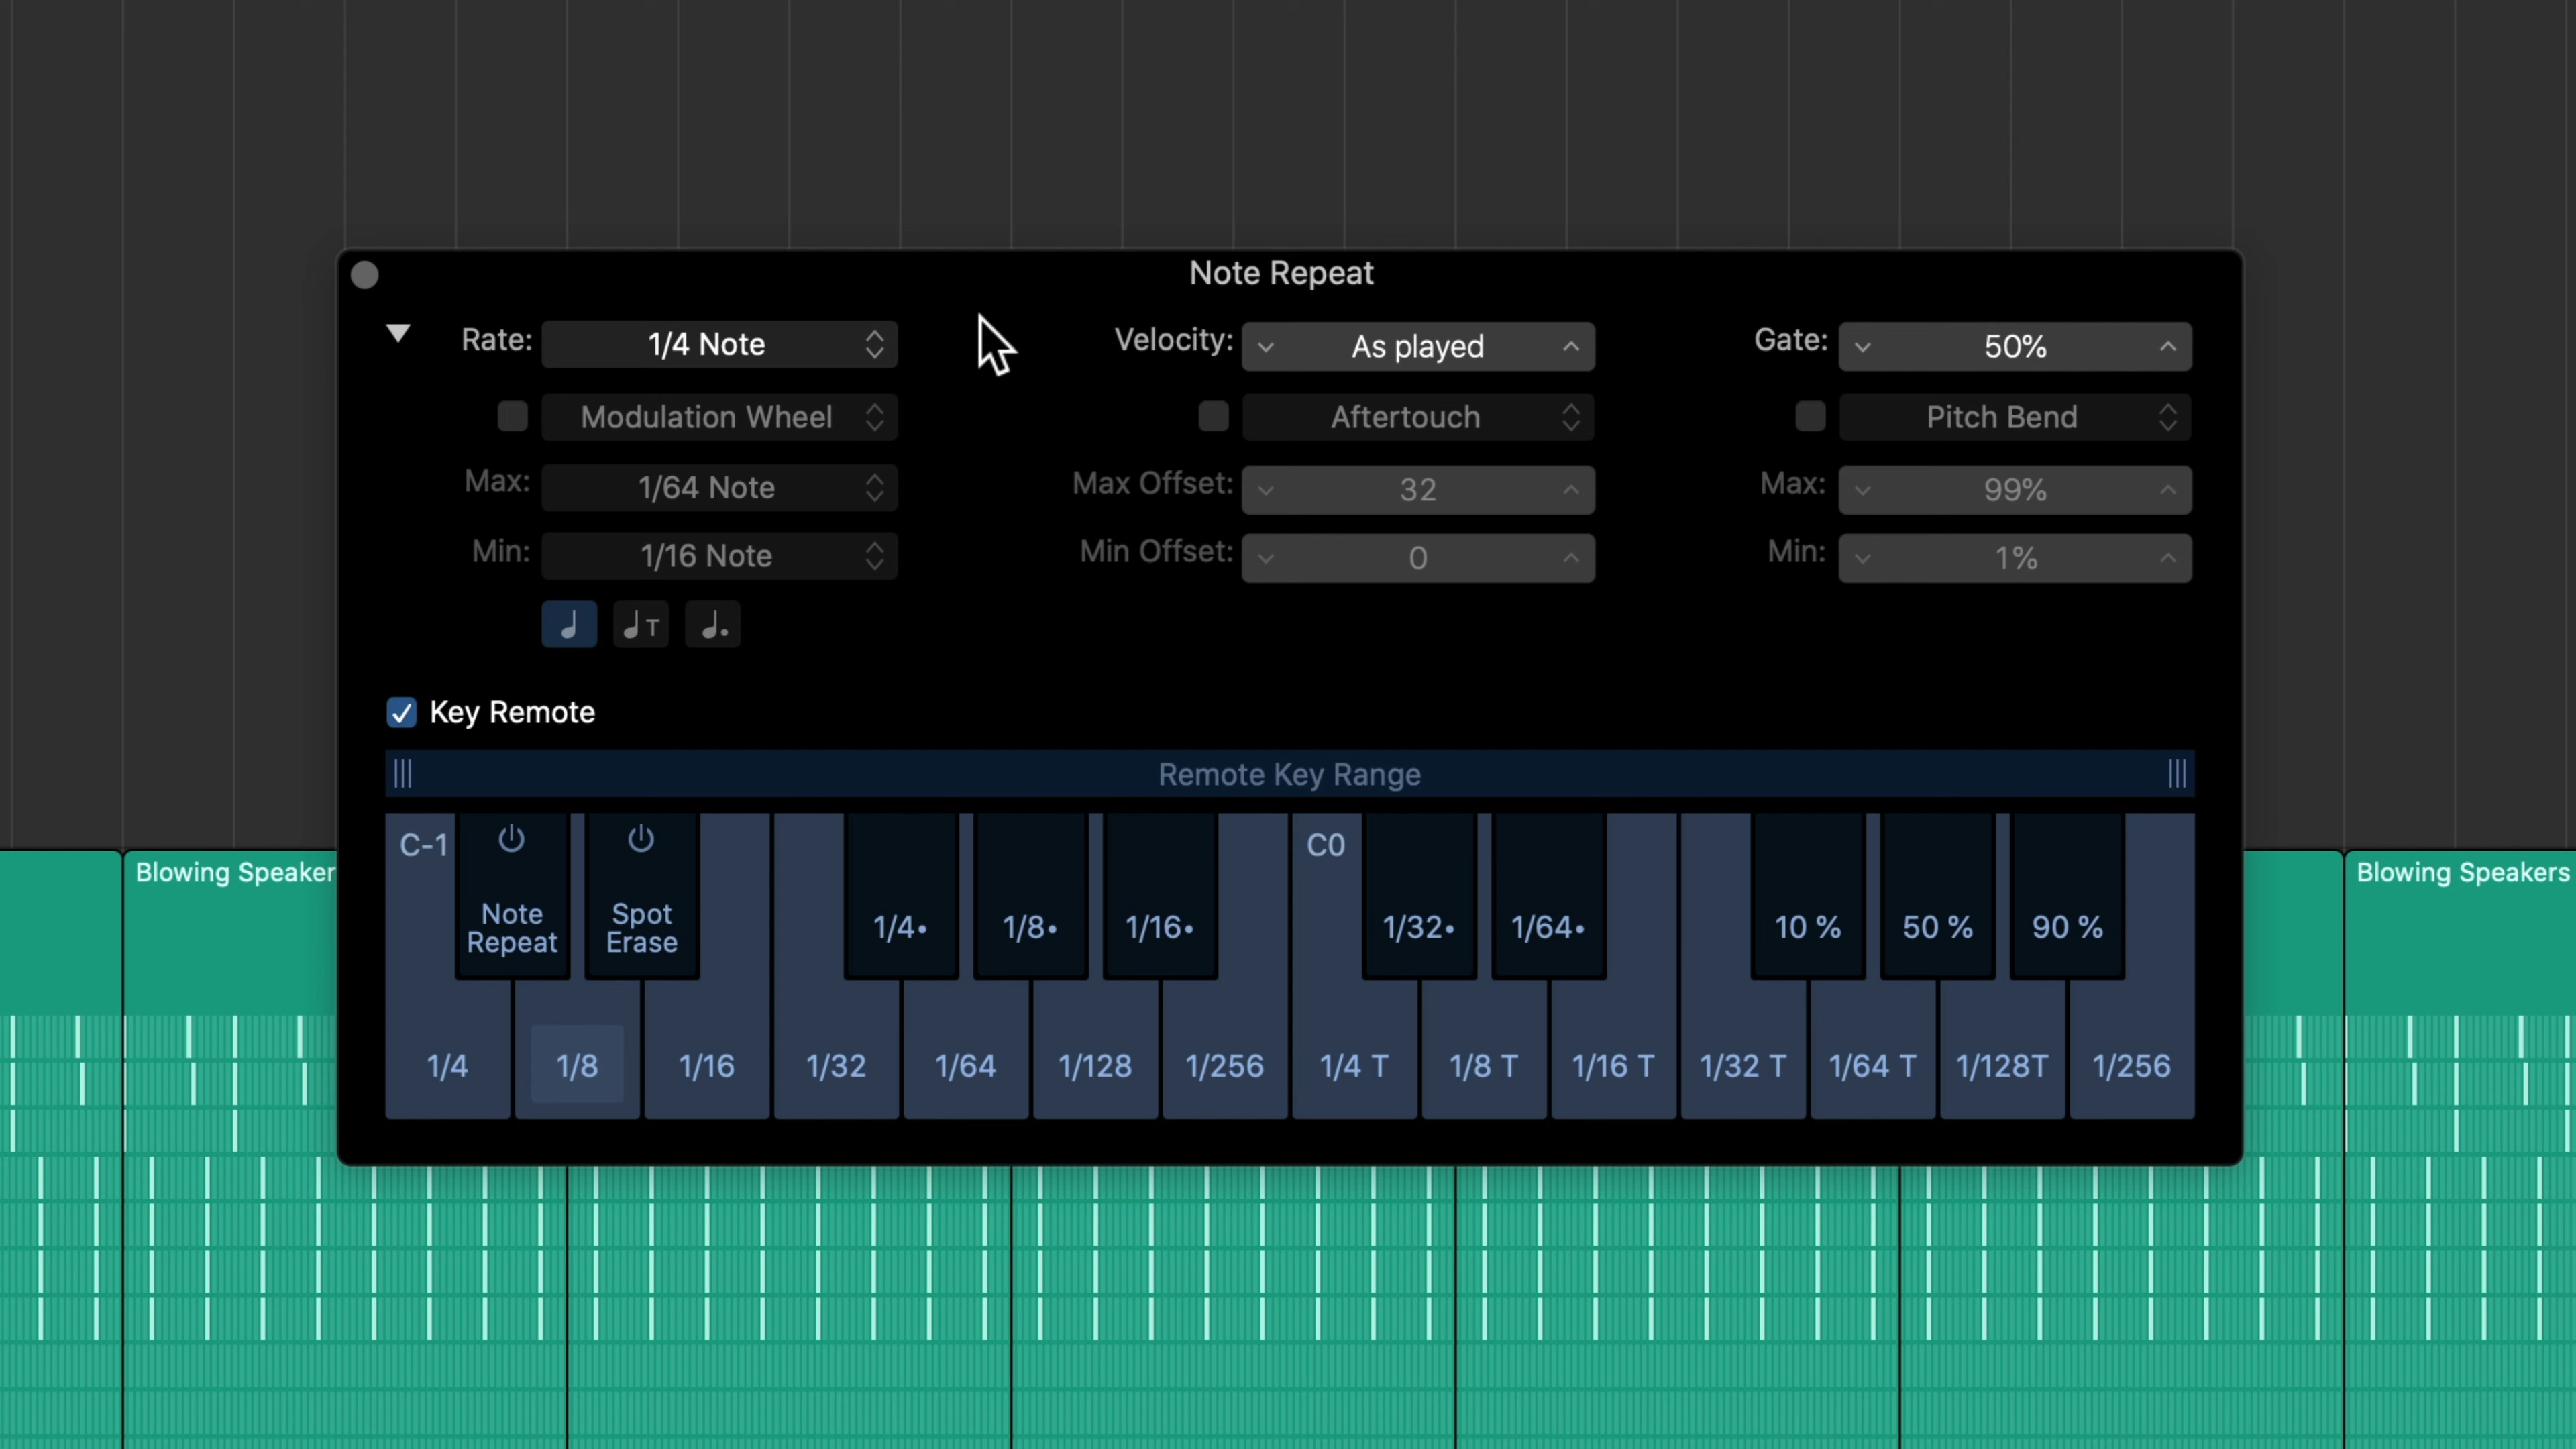 Note Repeat
Rate: 1/4 Note
Velocity: As played
Gate: 50%
Modulation Wheel
Aftertouch
Pitch Bend
Max: 1/64 Note
Max Offset: 32
Max: 99%
Min: 1/16 Note
Min Offset: 0
Min: 1%
T
Key Remote
Remote Key Range
C-1
C0
Blowing Speaker
Blowing Speakers
Note
Repeat
Spot
Erase
1/4•
1/8•
1/16•
1/32•
1/64•
10 %
50 %
90 %
1/4
1/8
1/16
1/32
1/64
1/128
1/256
1/4 T
1/8 T
1/16 T
1/32 T
1/64 T
1/128T
1/256